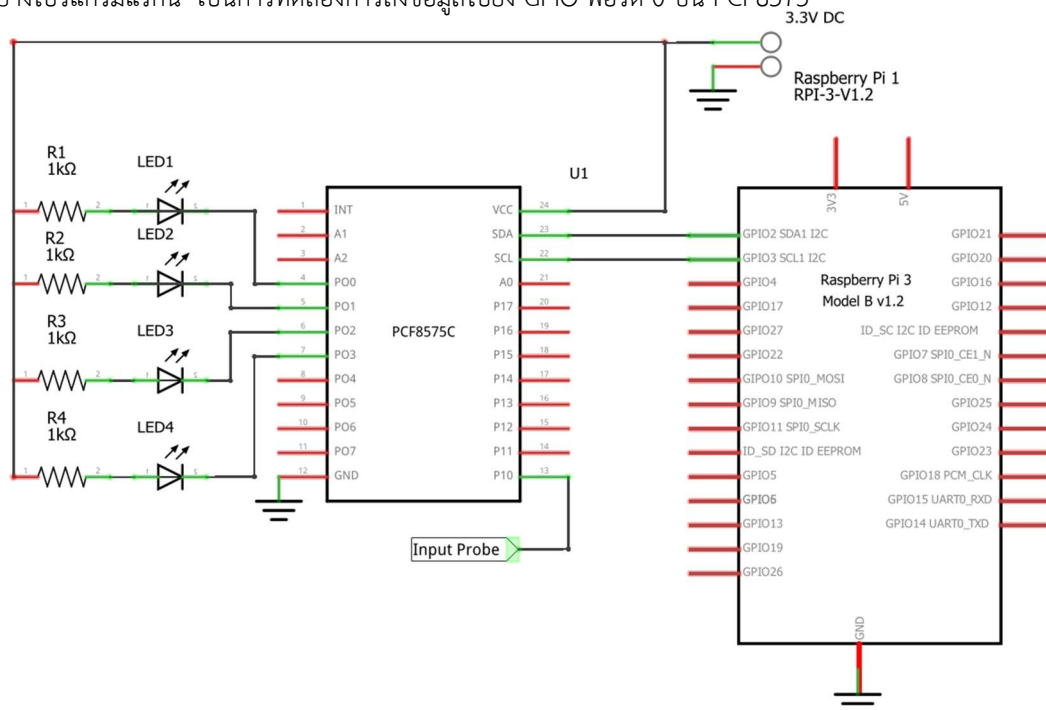 3.3V DC
Raspberry Pi 1
RPI-3-V1.2
R1
1kΩ
LED1
R2
1kΩ
LED2
R3
1kΩ
LED3
R4
1kΩ
LED4
U1
1 INT
2 A1
3 A2
4 PO0
5 PO1
6 PO2
7 PO3
8 PO4
9 PO5
10 PO6
11 PO7
12 GND
PCF8575C
VCC 24
SDA 23
SCL 22
A0 21
P17 20
P16 19
P15 18
P14 17
P13 16
P12 15
P11 14
P10 13
Input Probe
3V3
5V
GPIO2 SDA1 I2C
GPIO3 SCL1 I2C
GPIO4
GPIO17
GPIO27
GPIO22
GIPO10 SPI0_MOSI
GPIO9 SPI0_MISO
GPIO11 SPI0_SCLK
ID_SD I2C ID EEPROM
GPIO5
GPIO6
GPIO13
GPIO19
GPIO26
Raspberry Pi 3
Model B v1.2
GPIO21
GPIO20
GPIO16
GPIO12
ID_SC I2C ID EEPROM
GPIO7 SPI0_CE1_N
GPIO8 SPI0_CE0_N
GPIO25
GPIO24
GPIO23
GPIO18 PCM_CLK
GPIO15 UART0_RXD
GPIO14 UART0_TXD
GND